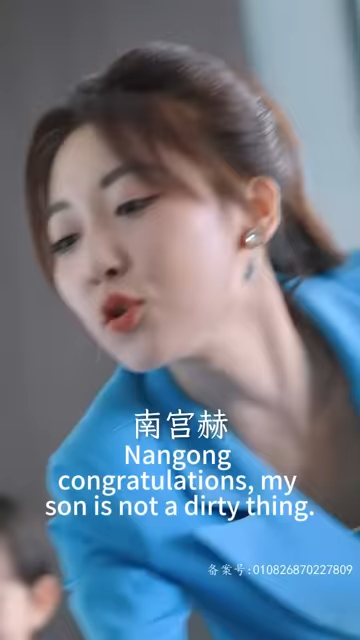 南宫赫
Nangong
congratulations, my
son is not a dirty thing.
备案号:010826870227809